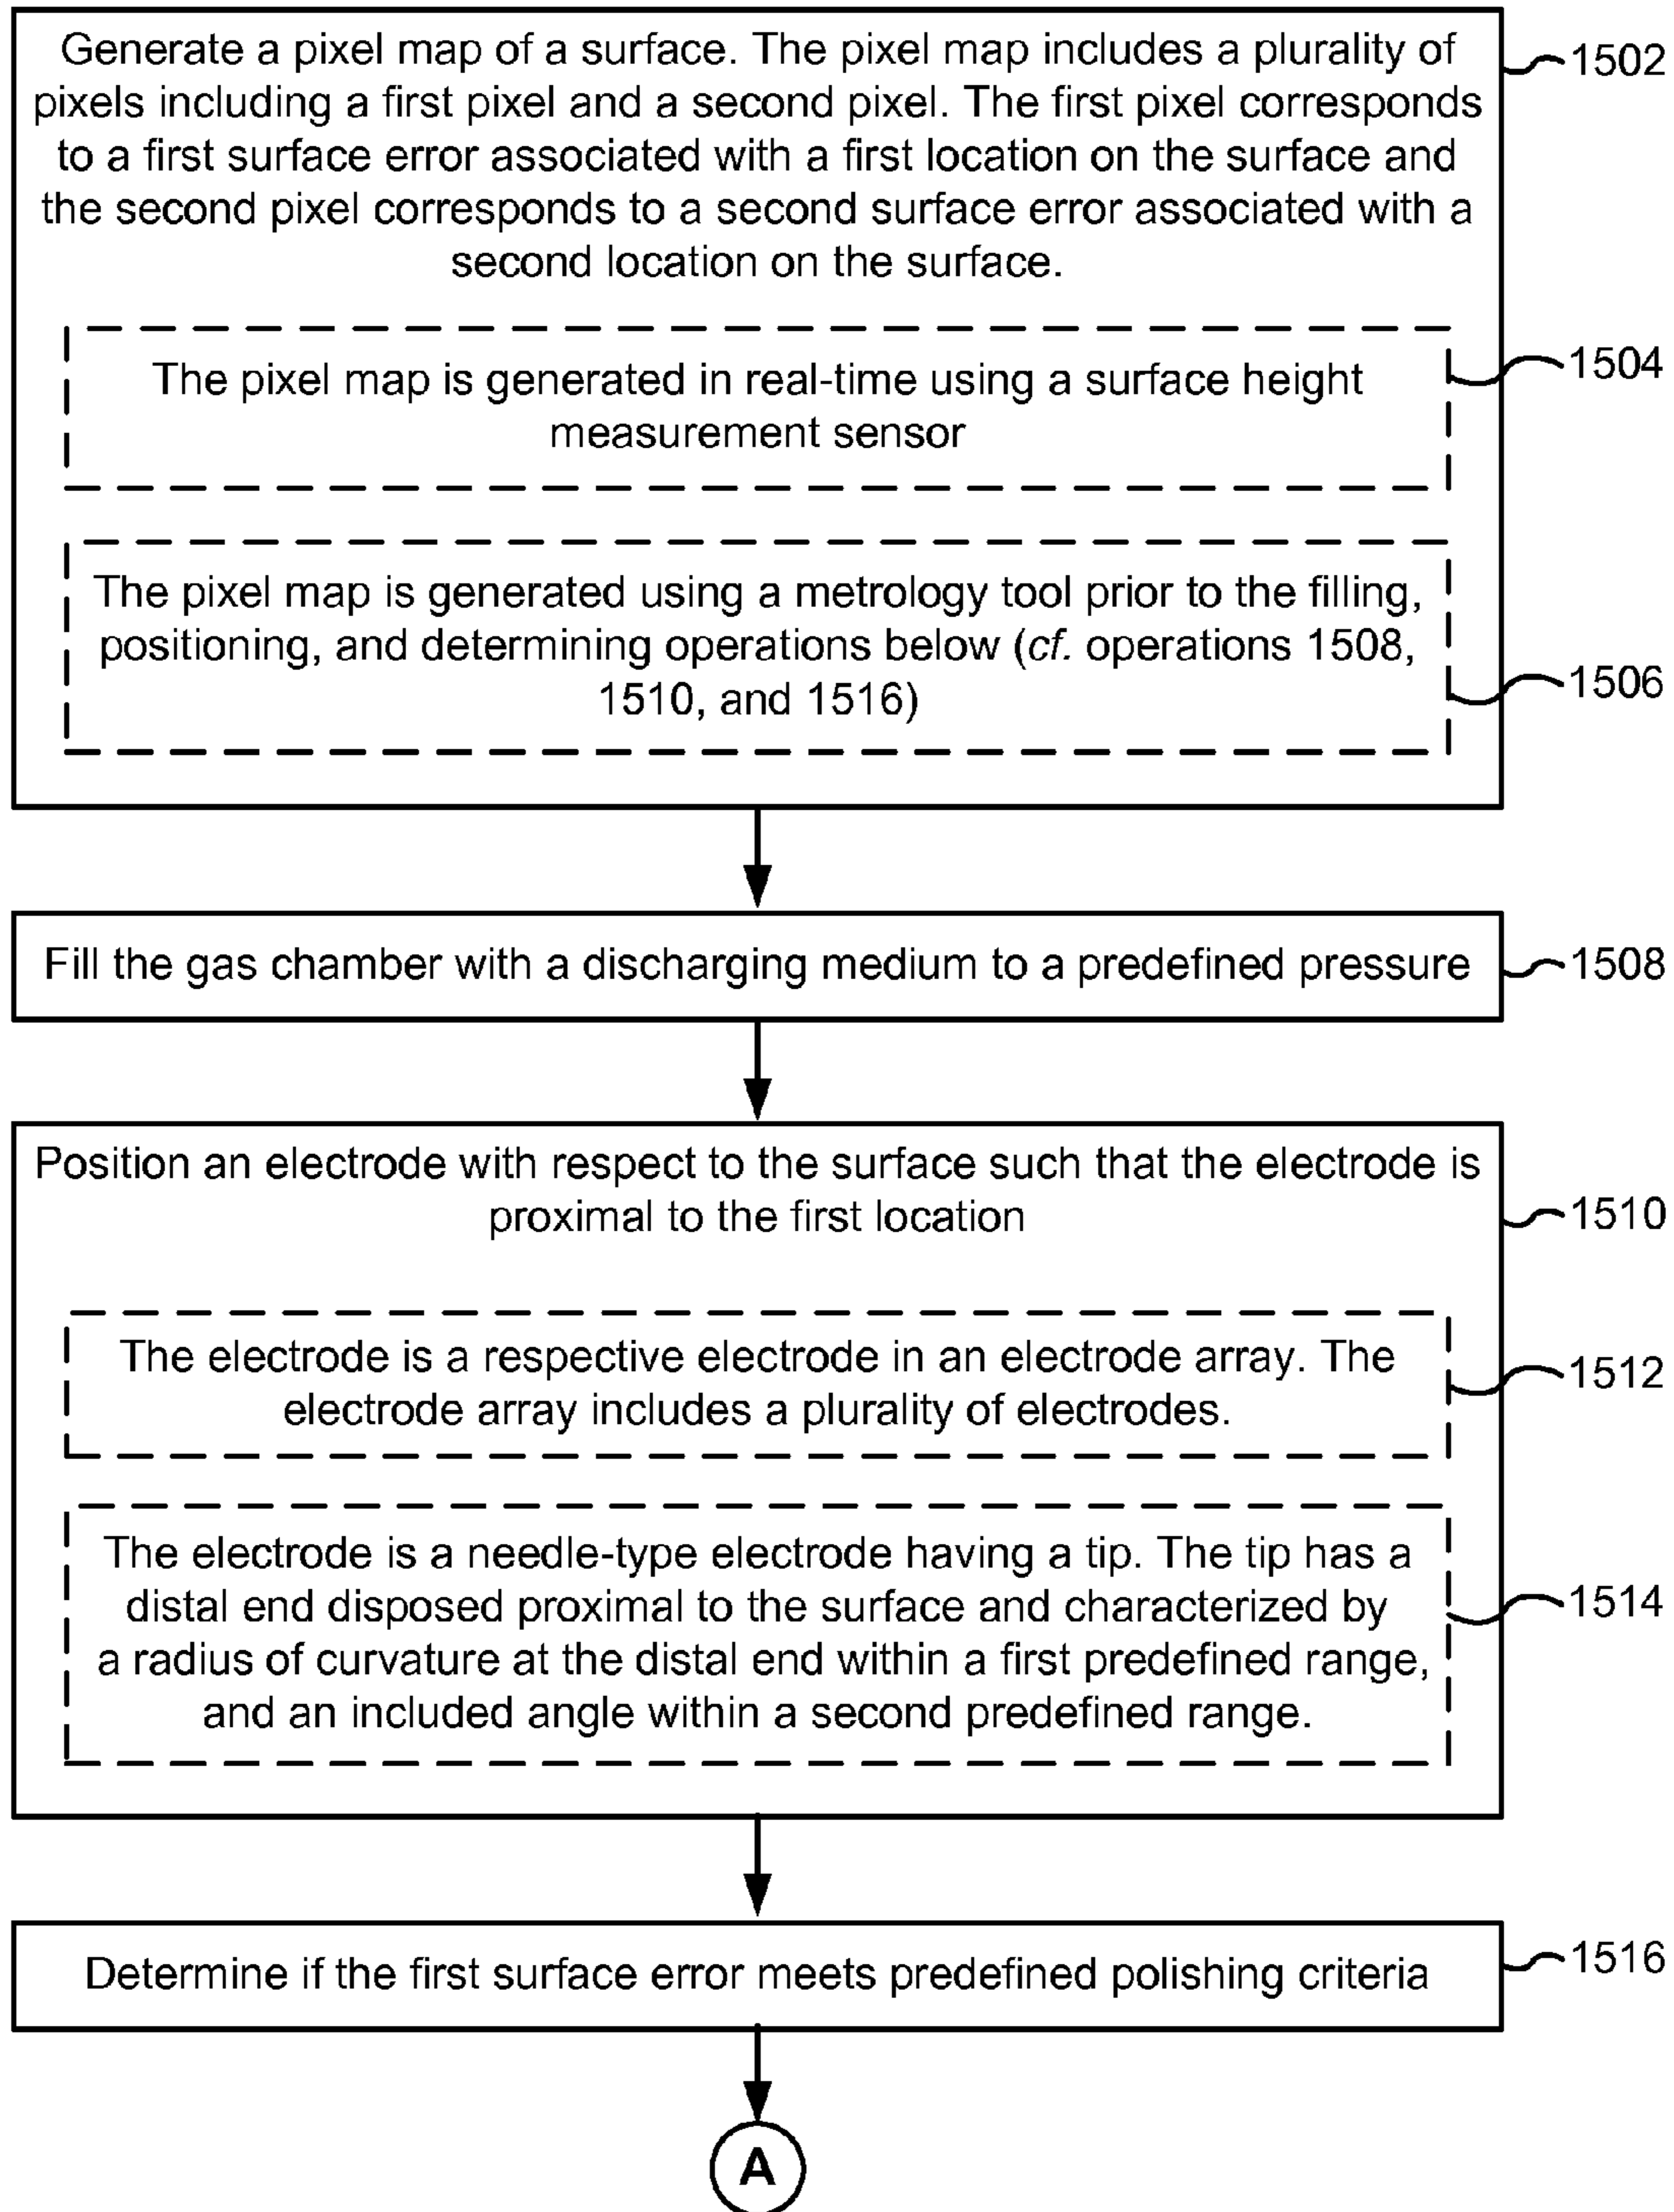 Generate a pixel map of a surface. The pixel map includes a plurality of
pixels including a first pixel and a second pixel. The first pixel corresponds
to a first surface error associated with a first location on the surface and
the second pixel corresponds to a second surface error associated with a
second location on the surface.
1502
The pixel map is generated in real-time using a surface height
measurement sensor
1504
The pixel map is generated using a metrology tool prior to the filling,
positioning, and determining operations below (cf. operations 1508,
1510, and 1516)
1506
Fill the gas chamber with a discharging medium to a predefined pressure
1508
Position an electrode with respect to the surface such that the electrode is
proximal to the first location
1510
The electrode is a respective electrode in an electrode array. The
electrode array includes a plurality of electrodes.
1512
The electrode is a needle-type electrode having a tip. The tip has a
distal end disposed proximal to the surface and characterized by
a radius of curvature at the distal end within a first predefined range,
and an included angle within a second predefined range.
1514
Determine if the first surface error meets predefined polishing criteria
1516
A